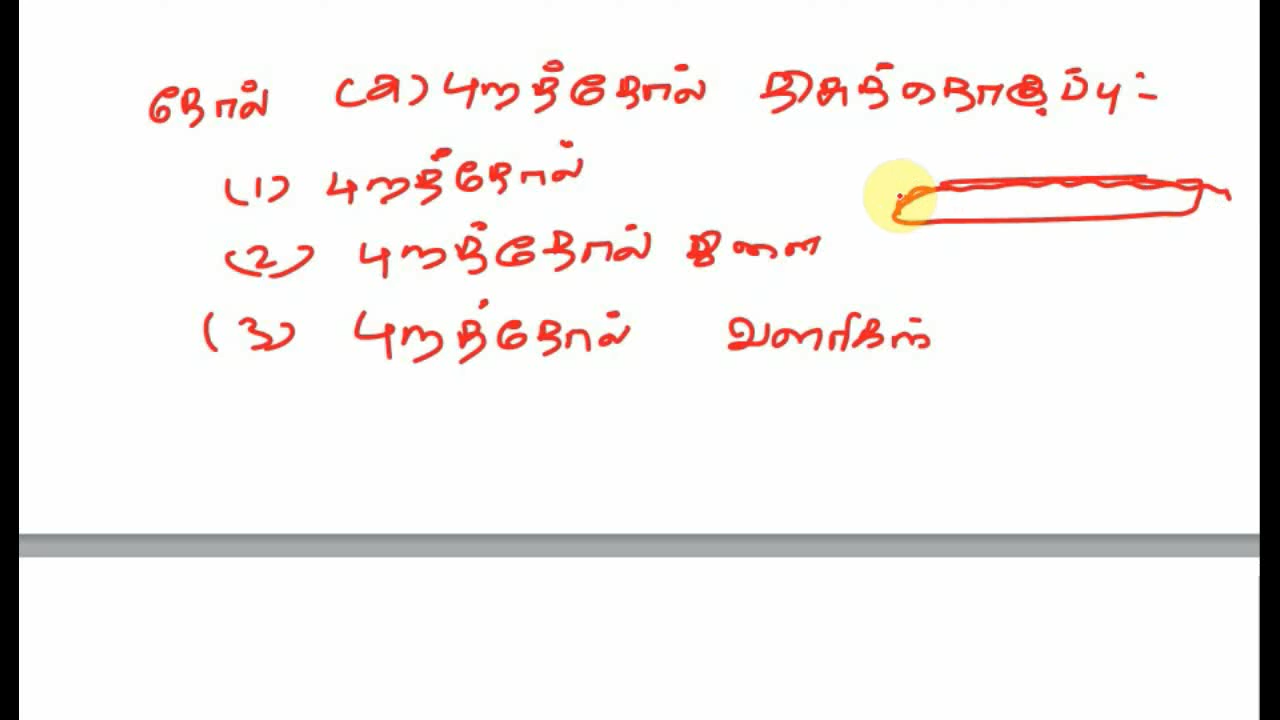 தோல் (அ) புறத்தோல் திசுத்தொகுப்பு :-
(1) புறத்தோல்
(2) புறத்தோல் துளை
(3) புறத்தோல் வளரிகள்